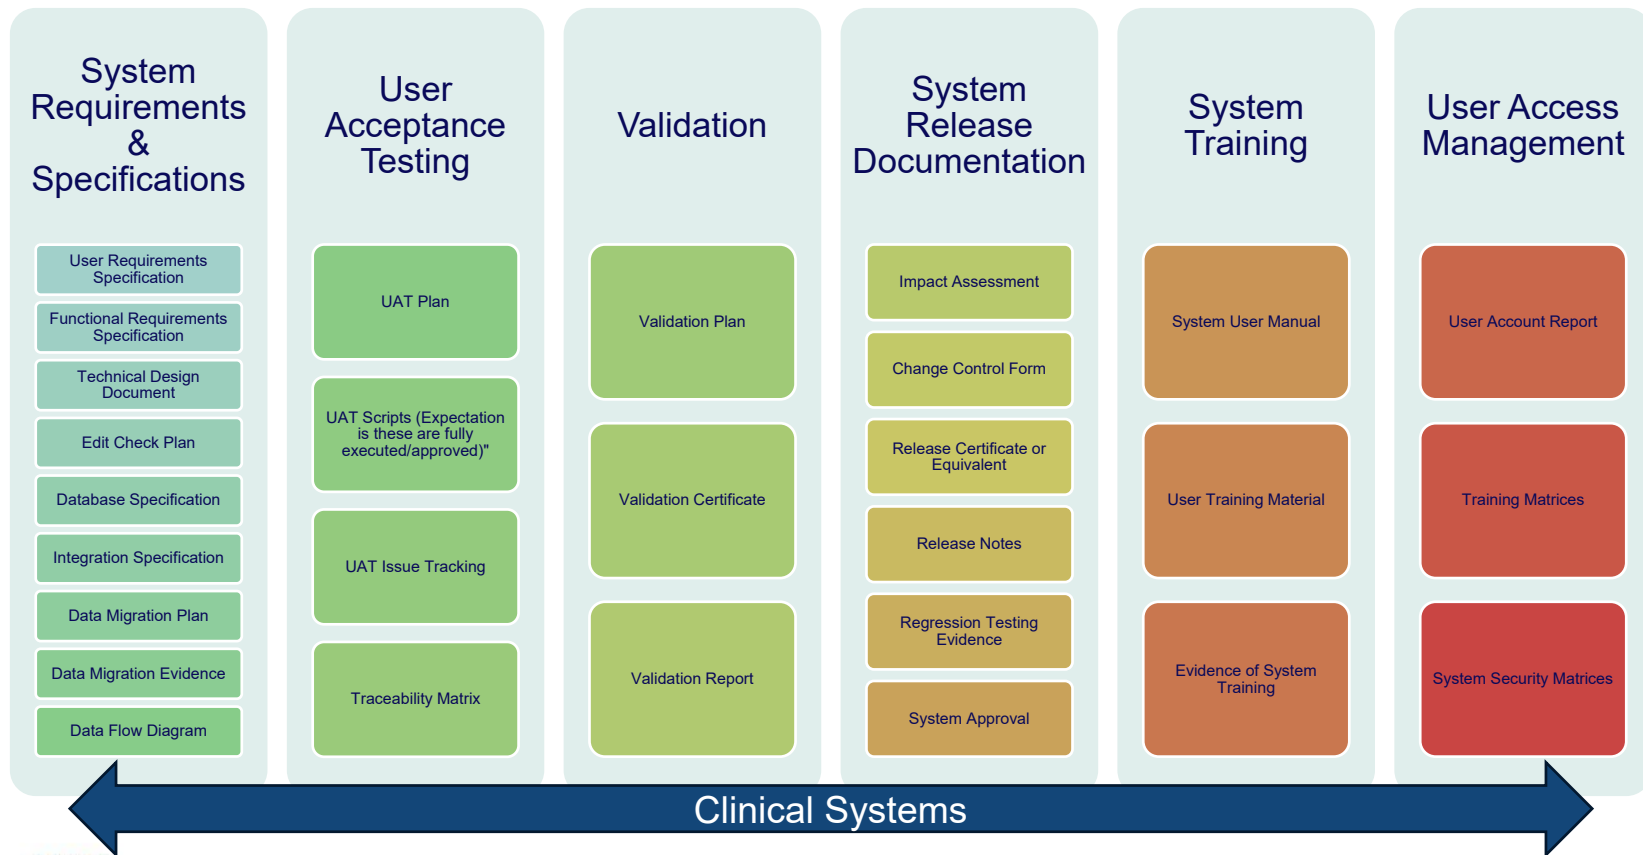 System
Requirements
&
Specifications
User Requirements
Specification
Functional Requirements
Specification
Technical Design
Document
Edit Check Plan
Database Specification
Integration Specification
Data Migration Plan
Data Migration Evidence
Data Flow Diagram
User
Acceptance
Testing
UAT Plan
UAT Scripts (Expectation
is these are fully
executed/approved)"
UAT Issue Tracking
Traceability Matrix
Validation
Validation Plan
Validation Certificate
Validation Report
System
Release
Documentation
Impact Assessment
Change Control Form
Release Certificate or
Equivalent
Release Notes
Regression Testing
Evidence
System Approval
System
Training
System User Manual
User Training Material
Evidence of System
Training
User Access
Management
User Account Report
Training Matrices
System Security Matrices
Clinical Systems